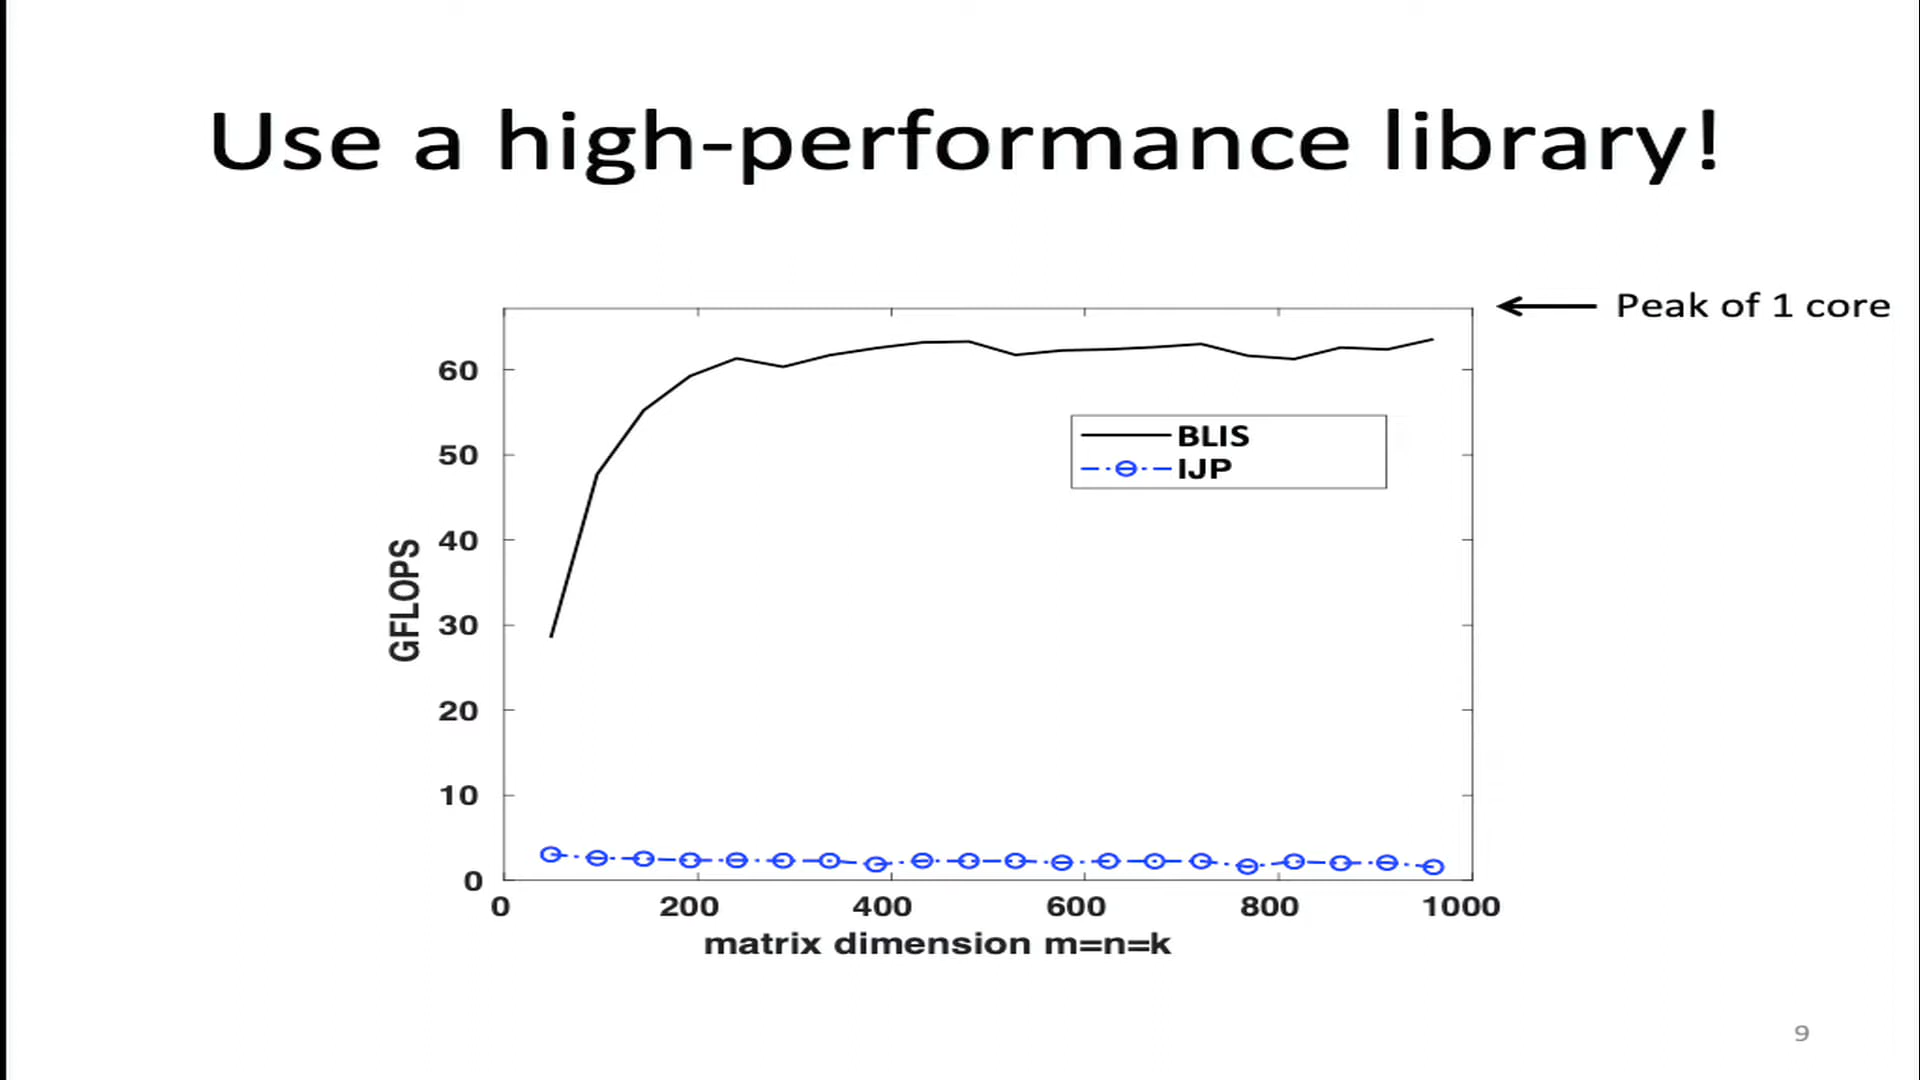 Use a high-performance library!
Peak of 1 core
60
50
40
30
20
10
0
GFLOPS
BLIS
IJP
0 200 400 600 800 1000
matrix dimension m=n=k
9